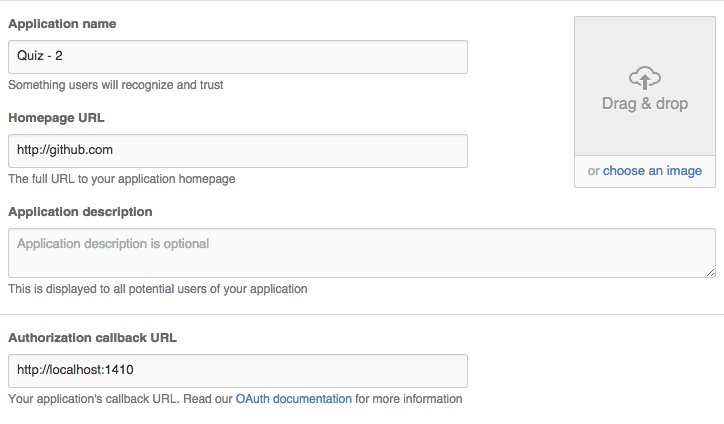 Application name
Quiz - 2
Something users will recognize and trust
Drag & drop
or choose an image
Homepage URL
http://github.com
The full URL to your application homepage
Application description
Application description is optional
This is displayed to all potential users of your application
Authorization callback URL
http://localhost:1410
Your application's callback URL. Read our OAuth documentation for more information